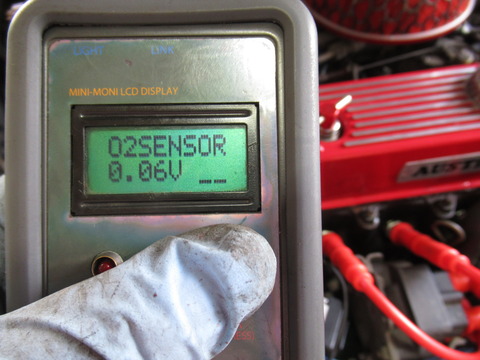 LIGHT LINK
MINI-MONI LCD DISPLAY
O2SENSOR
0.06V __